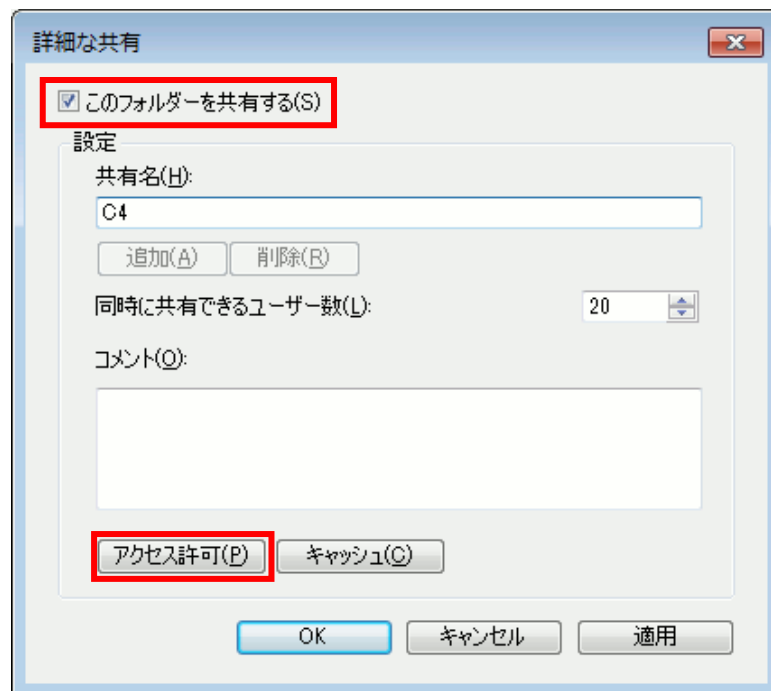 詳細な共有
このフォルダーを共有する(S)
設定
共有名(H):
C4
追加(A) 削除(R)
同時に共有できるユーザー数(L): 20
コメント(O):
アクセス許可(P) キャッシュ(C)
OK キャンセル 適用